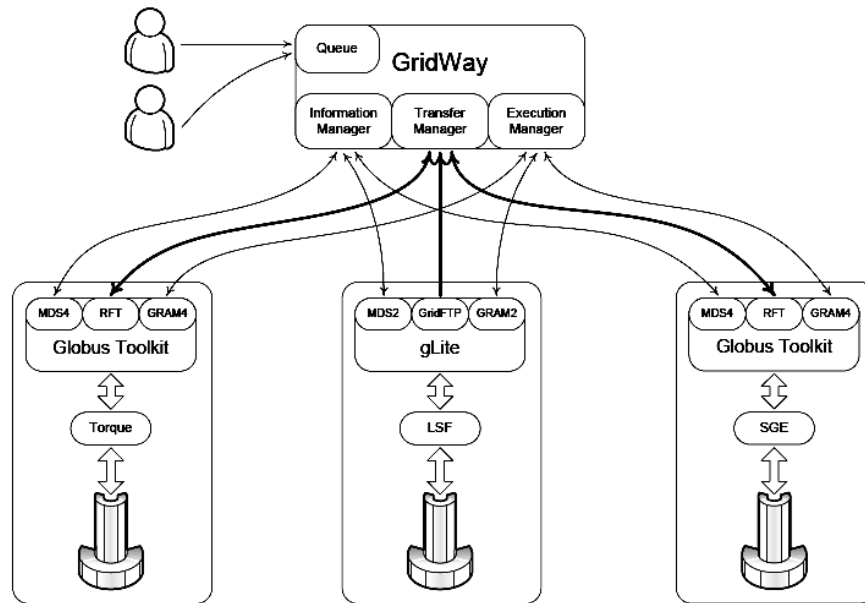 Queue
GridWay
Information Manager
Transfer Manager
Execution Manager
MDS4
RFT
GRAM4
Globus Toolkit
Torque
MDS2
GridFTP
GRAM2
gLite
LSF
MDS4
RFT
GRAM4
Globus Toolkit
SGE